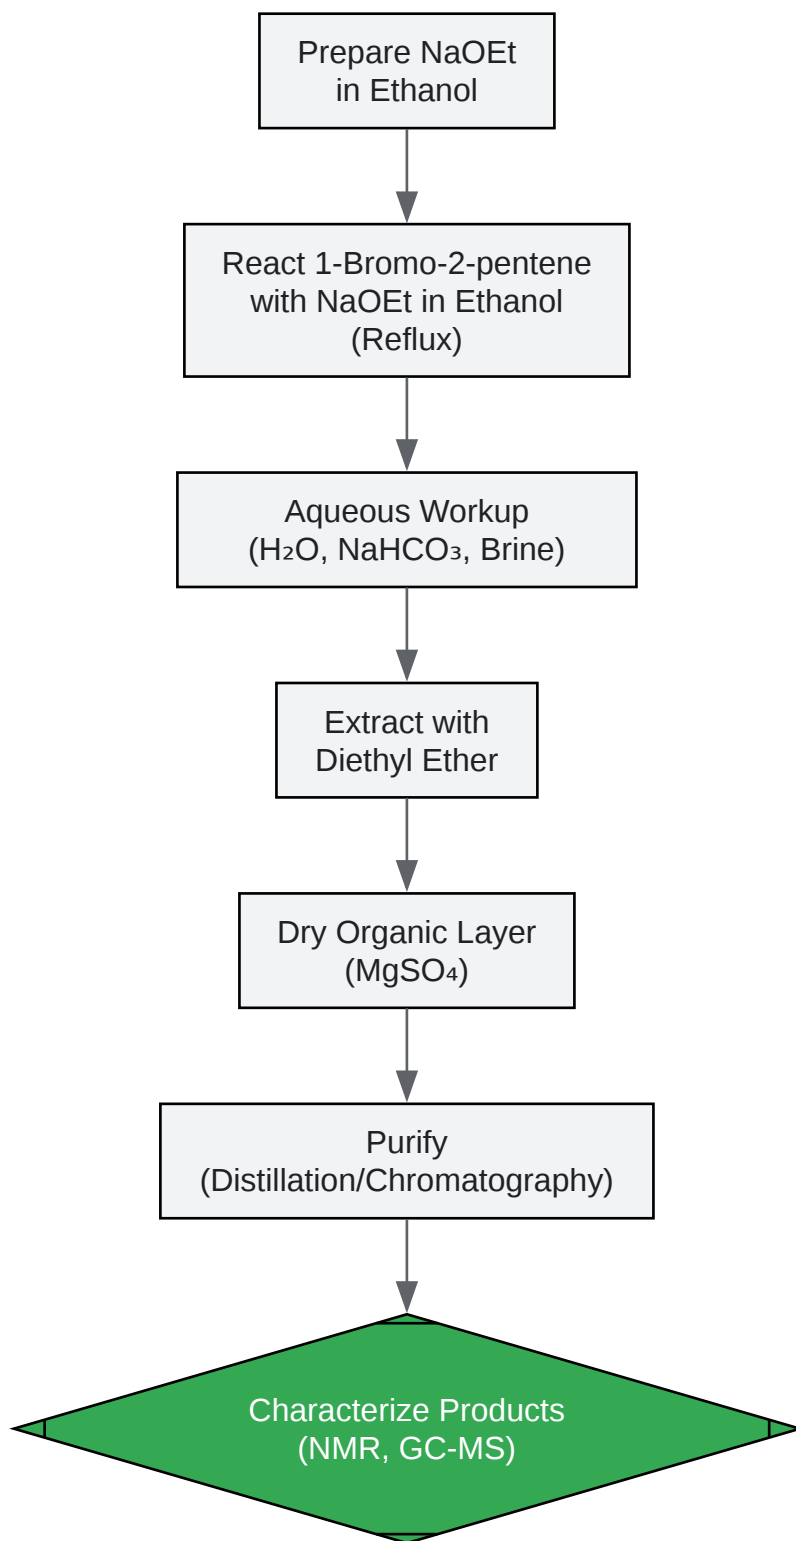 Prepare NaOEt
in Ethanol
React 1-Bromo-2-pentene
with NaOEt in Ethanol
(Reflux)
Aqueous Workup
(H₂O, NaHCO₃, Brine)
Extract with
Diethyl Ether
Dry Organic Layer
(MgSO₄)
Purify
(Distillation/Chromatography)
Characterize Products
(NMR, GC-MS)